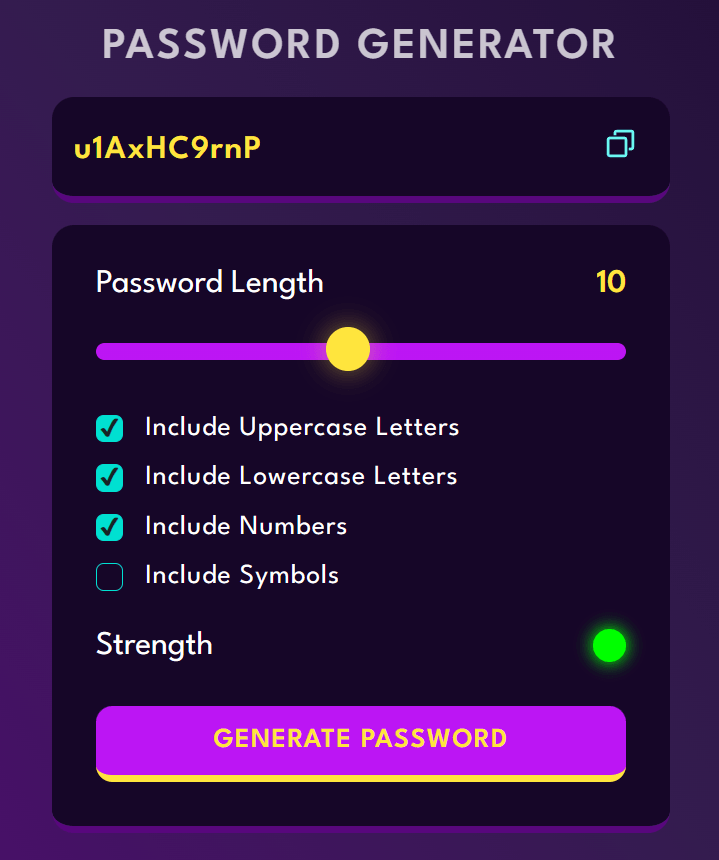 PASSWORD GENERATOR
u1AxHC9rnP
Password Length 10
Include Uppercase Letters
Include Lowercase Letters
Include Numbers
Include Symbols
Strength
GENERATE PASSWORD